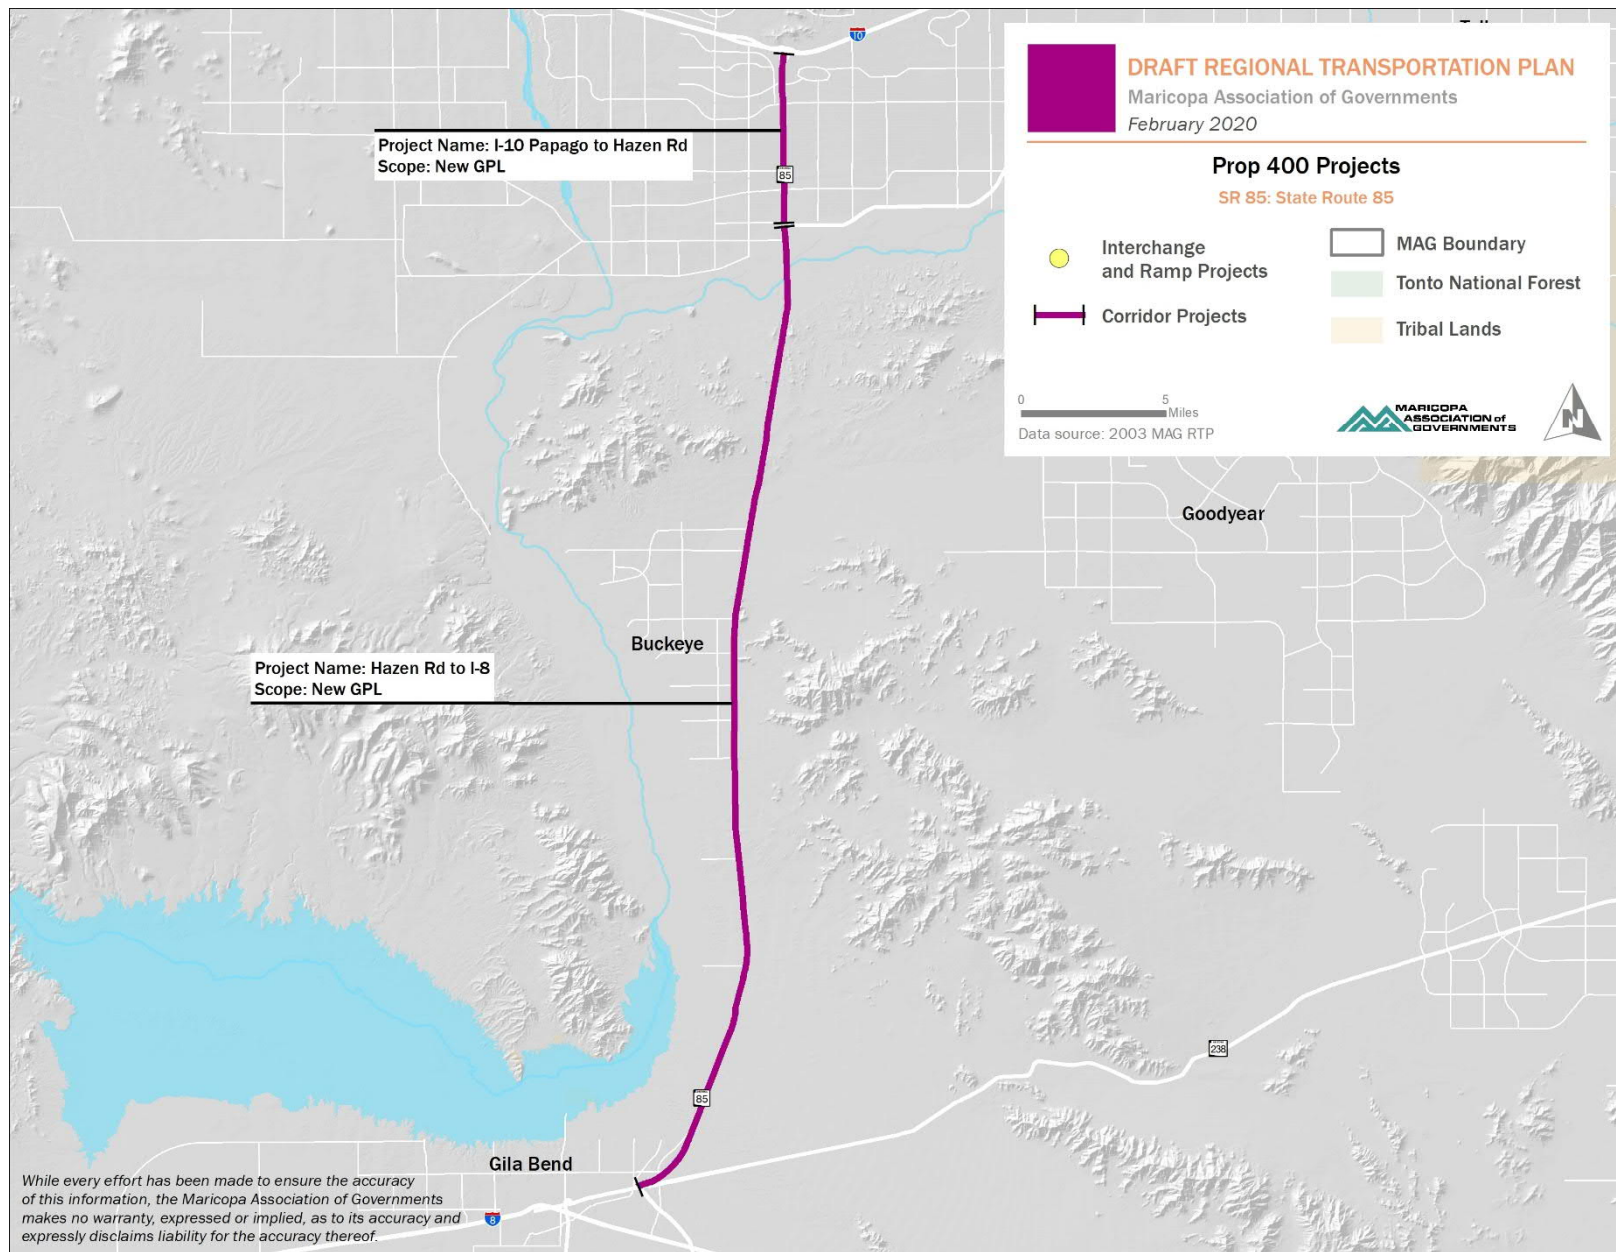 10
DRAFT REGIONAL TRANSPORTATION PLAN
Maricopa Association of Governments
February 2020
Prop 400 Projects
SR 85: State Route 85
Interchange
and Ramp Projects
Corridor Projects
MAG Boundary
Tonto National Forest
Tribal Lands
0 5
Miles
Data source: 2003 MAG RTP
MARICOPA
ASSOCIATION of
GOVERNMENTS
N
Project Name: I-10 Papago to Hazen Rd
Scope: New GPL
85
Goodyear
Buckeye
Project Name: Hazen Rd to I-8
Scope: New GPL
238
85
Gila Bend
8
While every effort has been made to ensure the accuracy
of this information, the Maricopa Association of Governments
makes no warranty, expressed or implied, as to its accuracy and
expressly disclaims liability for the accuracy thereof.